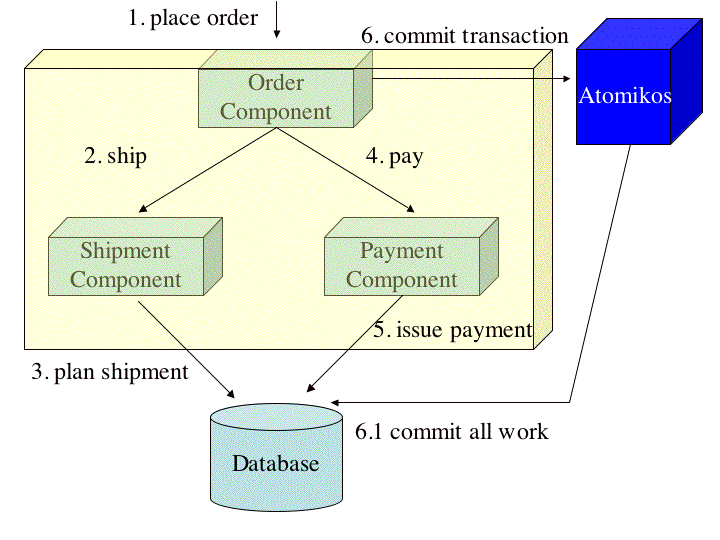 1. place order
6. commit transaction
Order
Component
Atomikos
2. ship
4. pay
Shipment
Component
Payment
Component
5. issue payment
3. plan shipment
6.1 commit all work
Database